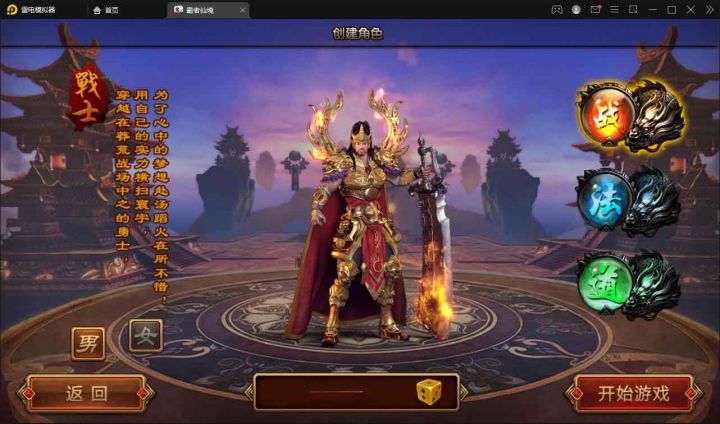 雷电模拟器
首页
霸者仙境
创建角色
戰士
为了心中的梦想赴汤蹈火在所不惜！
用自己的实力横扫寰宇，
穿越在莽荒战场中之的勇士，
战
法
道
男
女
返回
开始游戏